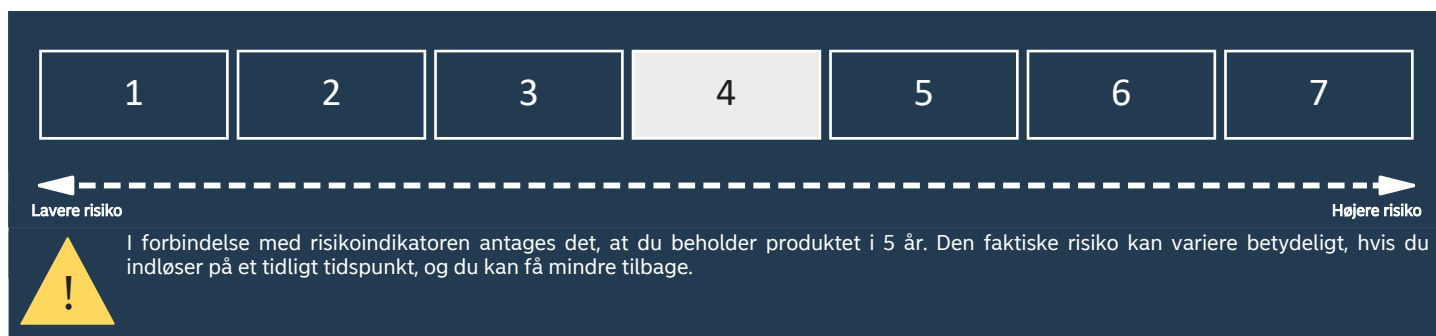 1 2 3 4 5 6 7
Lavere risiko Højere risiko
I forbindelse med risikoindikatoren antages det, at du beholder produktet i 5 år. Den faktiske risiko kan variere betydeligt, hvis du
indløser på et tidligt tidspunkt, og du kan få mindre tilbage.
!